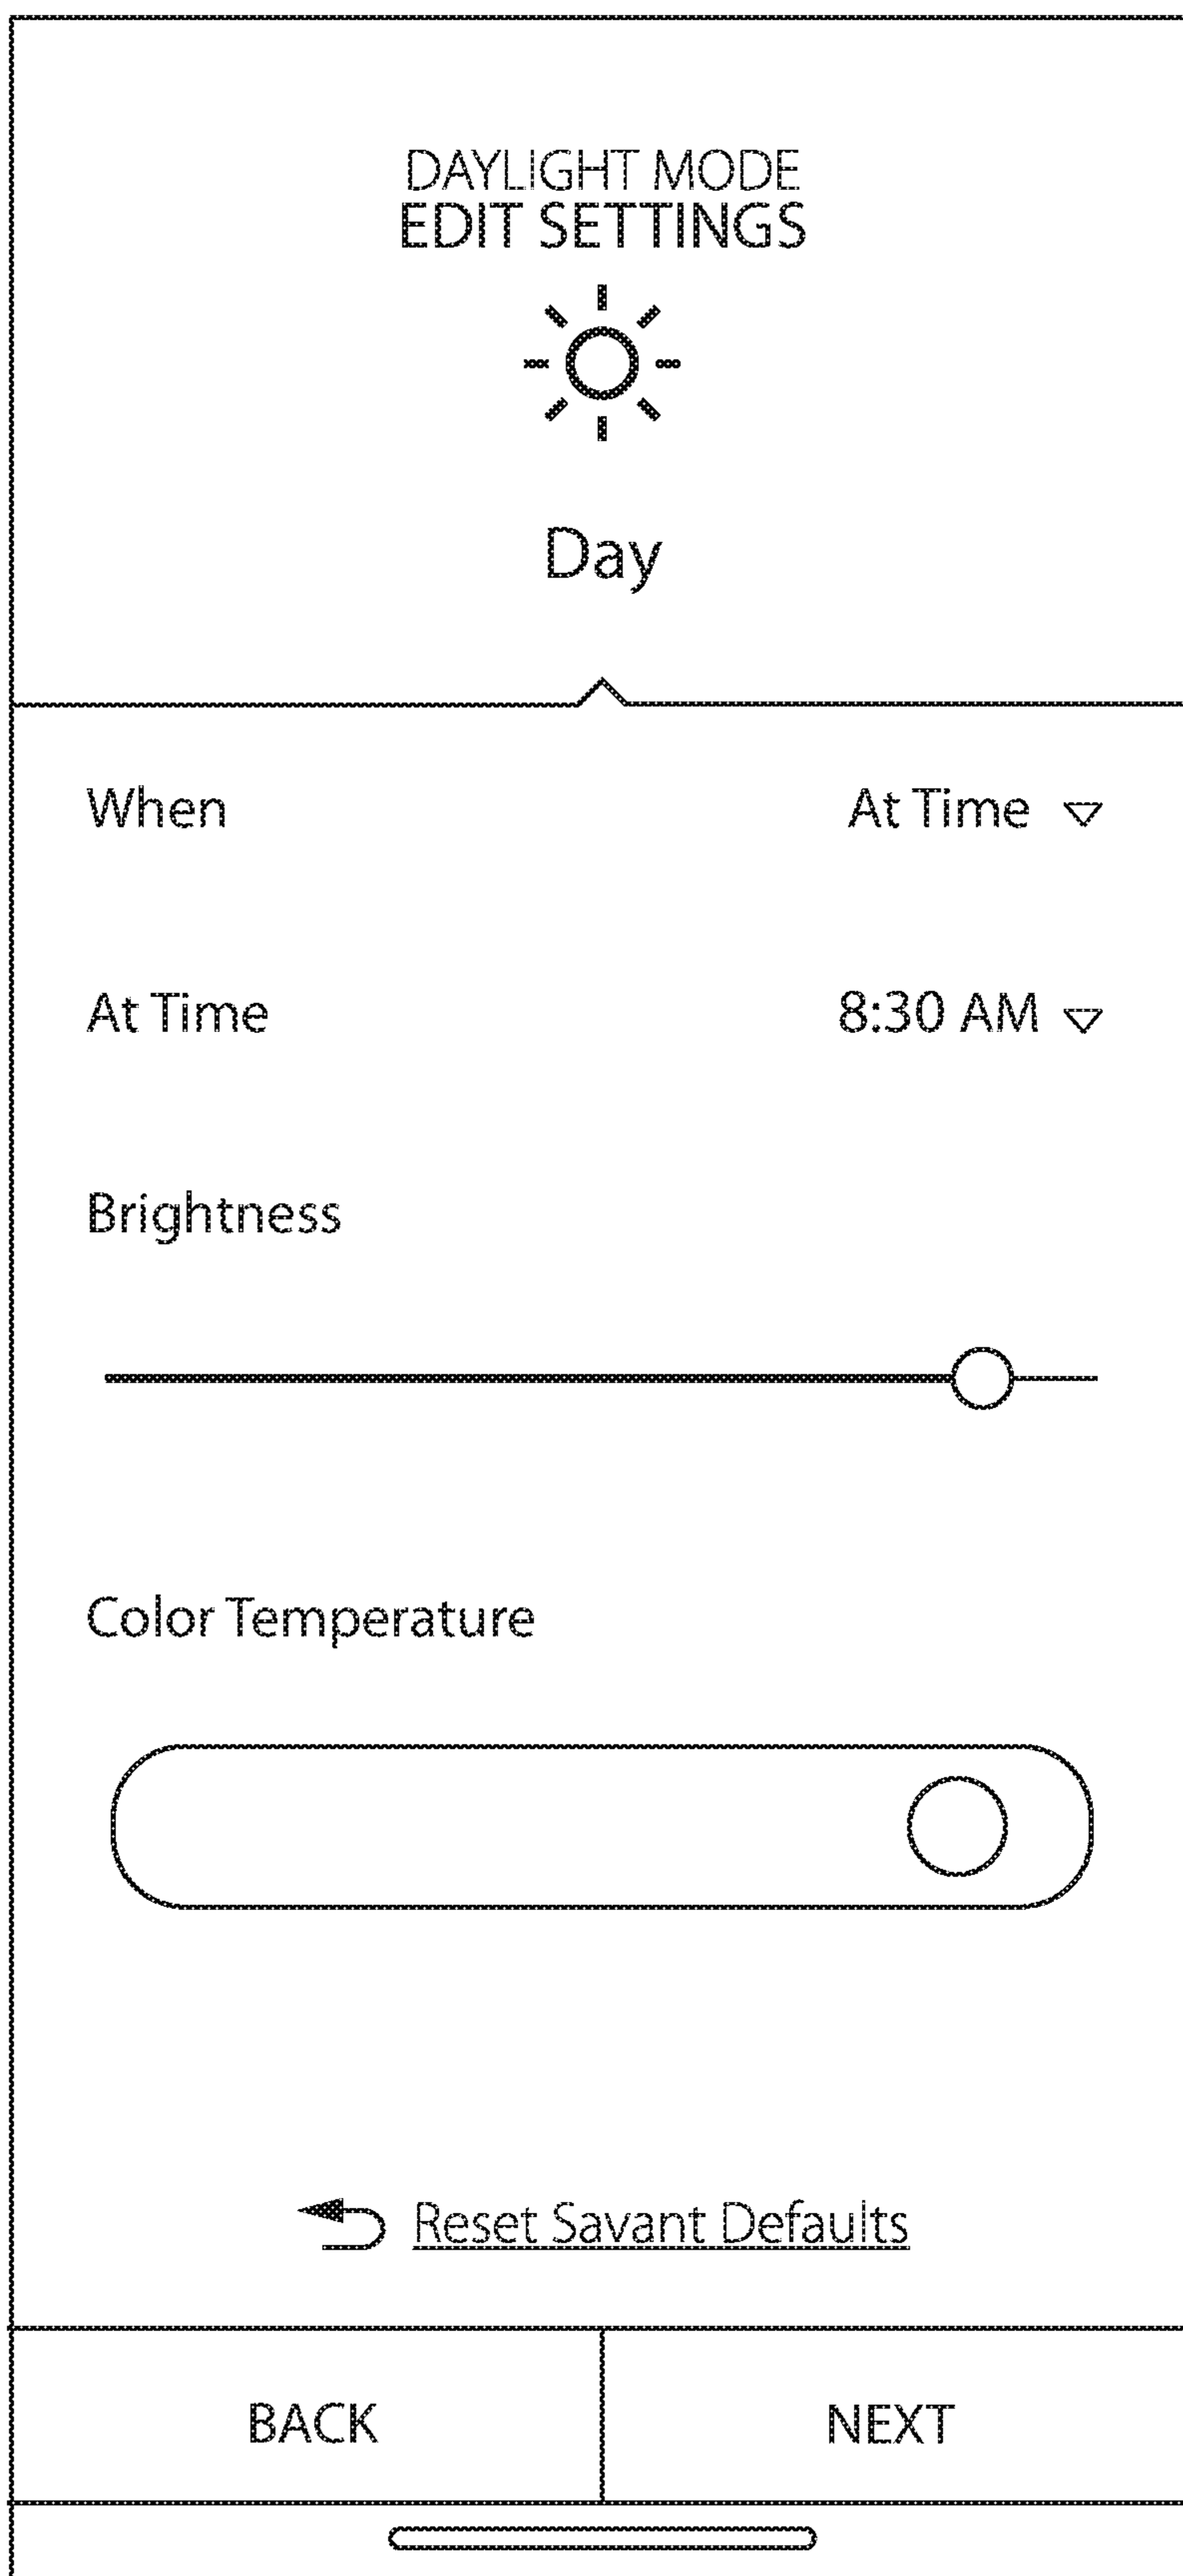 DAYLIGHT MODE
EDIT SETTINGS
Day
When At Time
At Time 8:30 AM
Brightness
Color Temperature
Reset Savant Defaults
BACK NEXT